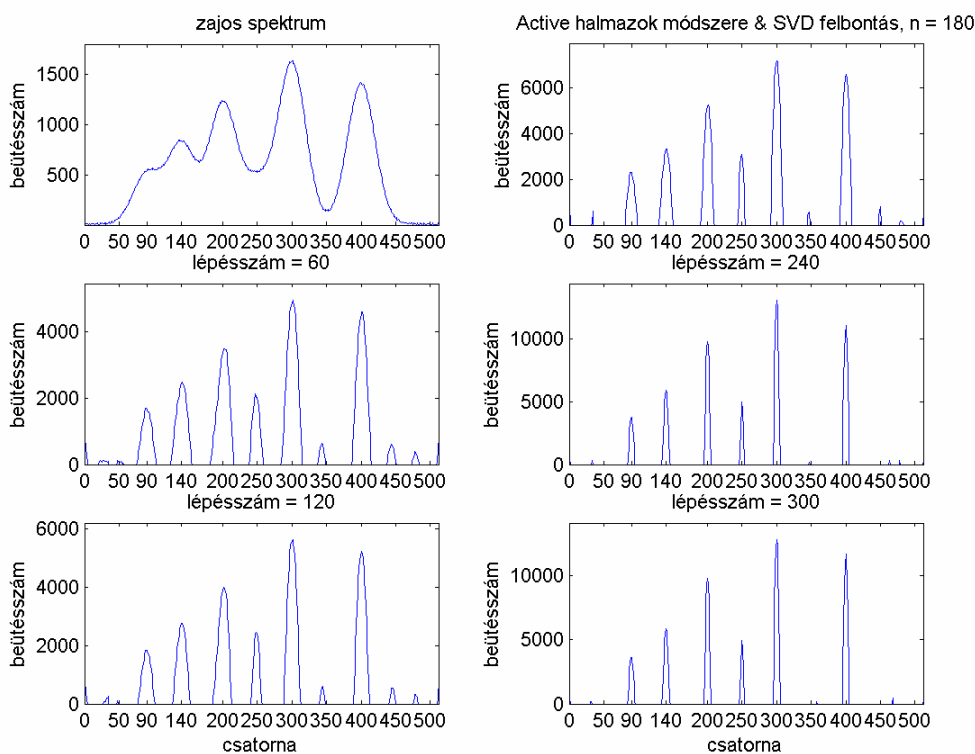 zajos spektrum
Active halmazok módszere & SVD felbontás, n = 180
beütésszám
1500
1000
500
0 50 90 140 200 250 300 350 400 450 500
beütésszám
6000
4000
2000
0
0 50 90 140 200 250 300 350 400 450 500
lépésszám = 60
beütésszám
4000
2000
0
0 50 90 140 200 250 300 350 400 450 500
lépésszám = 240
beütésszám
10000
5000
0
0 50 90 140 200 250 300 350 400 450 500
lépésszám = 120
beütésszám
6000
4000
2000
0
0 50 90 140 200 250 300 350 400 450 500
csatorna
lépésszám = 300
beütésszám
10000
5000
0
0 50 90 140 200 250 300 350 400 450 500
csatorna